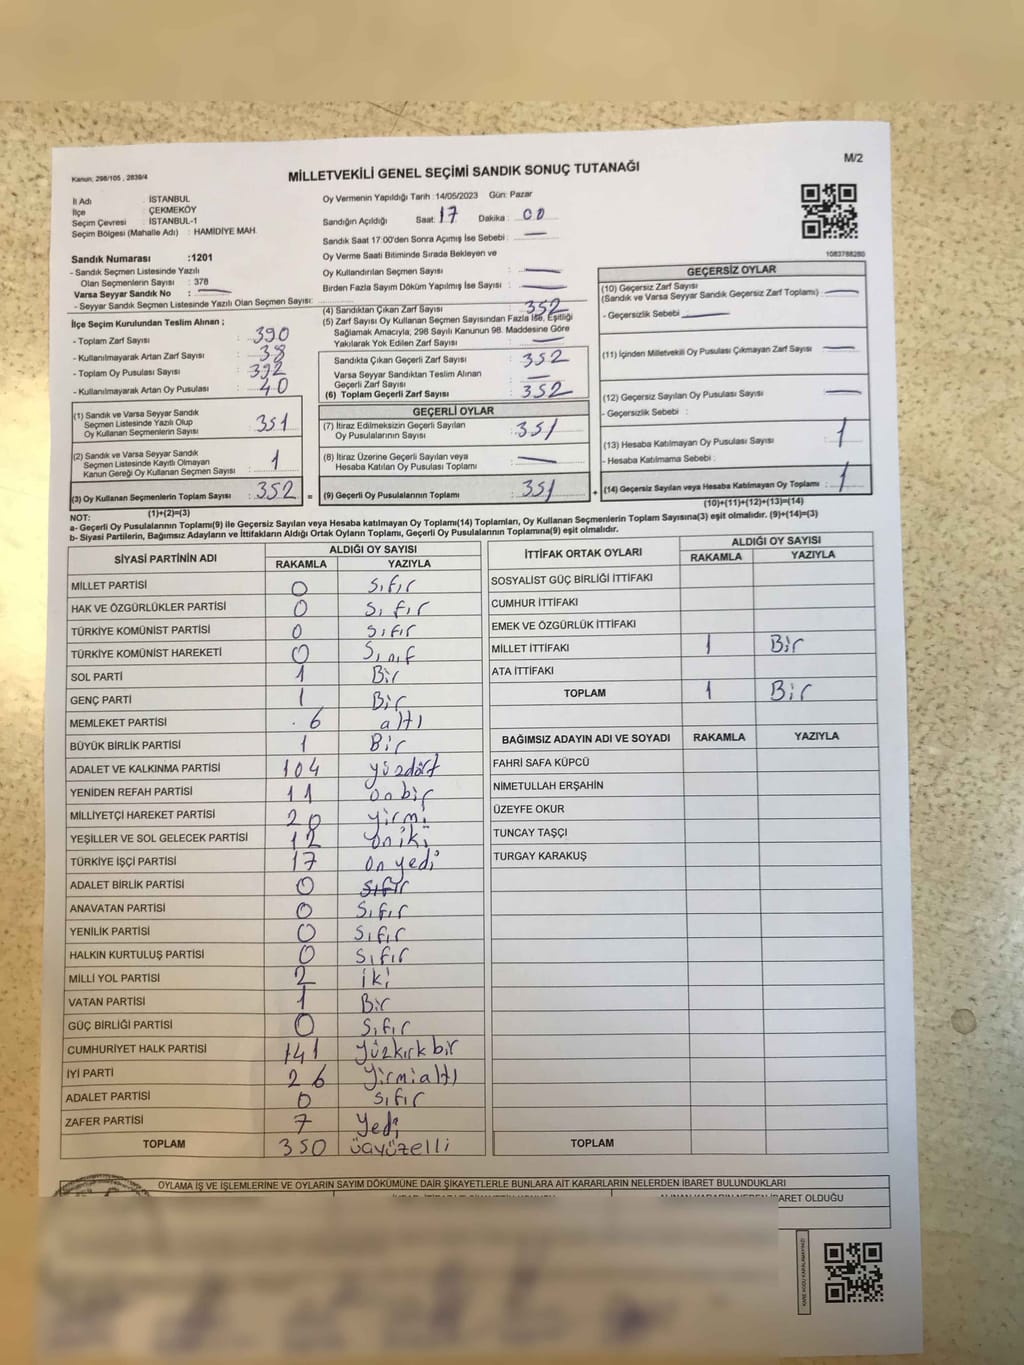 M/2
Kanun: 298/105 , 2839/4
MİLLETVEKİLİ GENEL SEÇİMİ SANDIK SONUÇ TUTANAĞI
İl Adı : İSTANBUL
İlçe : ÇEKMEKÖY
Seçim Çevresi : İSTANBUL-1
Seçim Bölgesi (Mahalle Adı) : HAMİDİYE MAH.
Sandık Numarası :1201
- Sandık Seçmen Listesinde Yazılı
Olan Seçmenlerin Sayısı : 378
Varsa Seyyar Sandık No : —
- Seyyar Sandık Seçmen Listesinde Yazılı Olan Seçmen Sayısı:
Oy Vermenin Yapıldığı Tarih :14/05/2023 Gün: Pazar
Sandığın Açıldığı Saat: 17 Dakika : 00
Sandık Saat 17:00'den Sonra Açımış İse Sebebi : —
Oy Verme Saati Bitiminde Sırada Bekleyen ve
Oy Kullandırılan Seçmen Sayısı : —
Birden Fazla Sayım Döküm Yapılmış İse Sayısı : —
1083788280
İlçe Seçim Kurulundan Teslim Alınan ;
- Toplam Zarf Sayısı : 390
- Kullanılmayarak Artan Zarf Sayısı : 38
- Toplam Oy Pusulası Sayısı : 392
- Kullanılmayarak Artan Oy Pusulası : 40
(1) Sandık ve Varsa Seyyar Sandık
Seçmen Listesinde Yazılı Olup
Oy Kullanan Seçmenlerin Sayısı : 351
(2) Sandık ve Varsa Seyyar Sandık
Seçmen Listesinde Kayıtlı Olmayan
Kanun Gereği Oy Kullanan Seçmen Sayısı : 1
(3) Oy Kullanan Seçmenlerin Toplam Sayısı : 352 =
(1)+(2)=(3)
(4) Sandıktan Çıkan Zarf Sayısı : 352
(5) Zarf Sayısı Oy Kullanan Seçmen Sayısından Fazla İse, Eşitliği
Sağlamak Amacıyla, 298 Sayılı Kanunun 98. Maddesine Göre
Yakılarak Yok Edilen Zarf Sayısı : —
Sandıkta Çıkan Geçerli Zarf Sayısı : 352
Varsa Seyyar Sandıktan Teslim Alınan
Geçerli Zarf Sayısı : —
(6) Toplam Geçerli Zarf Sayısı : 352
GEÇERLİ OYLAR
(7) İtiraz Edilmeksizin Geçerli Sayılan
Oy Pusulalarının Sayısı : 351
(8) İtiraz Üzerine Geçerli Sayılan veya
Hesaba Katılan Oy Pusulası Toplamı : —
(9) Geçerli Oy Pusulalarının Toplamı : 351 +
GEÇERSİZ OYLAR
(10) Geçersiz Zarf Sayısı
(Sandık ve Varsa Seyyar Sandık Geçersiz Zarf Toplamı) : —
- Geçersizlik Sebebi : —
(11) İçinden Milletvekili Oy Pusulası Çıkmayan Zarf Sayısı : —
(12) Geçersiz Sayılan Oy Pusulası Sayısı : —
- Geçersizlik Sebebi :
(13) Hesaba Katılmayan Oy Pusulası Sayısı : 1
- Hesaba Katılmama Sebebi :
(14) Geçersiz Sayılan veya Hesaba Katılmayan Oy Toplamı : 1
(10)+(11)+(12)+(13)=(14)
NOT:
a- Geçerli Oy Pusulalarının Toplamı(9) ile Geçersiz Sayılan veya Hesaba katılmayan Oy Toplamı(14) Toplamları, Oy Kullanan Seçmenlerin Toplam Sayısına(3) eşit olmalıdır. (9)+(14)=(3)
b- Siyasi Partilerin, Bağımsız Adayların ve İttifakların Aldığı Ortak Oyların Toplamı, Geçerli Oy Pusulalarının Toplamına(9) eşit olmalıdır.
SİYASİ PARTİNİN ADI ALDIĞI OY SAYISI
RAKAMLA YAZIYLA
MİLLET PARTİSİ 0 Sıfır
HAK VE ÖZGÜRLÜKLER PARTİSİ 0 Sıfır
TÜRKİYE KOMÜNİST PARTİSİ 0 Sıfır
TÜRKİYE KOMÜNİST HAREKETİ 0 Sınıf
SOL PARTİ 1 Bir
GENÇ PARTİ 1 Bir
MEMLEKET PARTİSİ 6 altı
BÜYÜK BİRLİK PARTİSİ 1 Bir
ADALET VE KALKINMA PARTİSİ 104 yüzdört
YENİDEN REFAH PARTİSİ 11 onbir
MİLLİYETÇİ HAREKET PARTİSİ 20 yirmi
YEŞİLLER VE SOL GELECEK PARTİSİ 12 oniki
TÜRKİYE İŞÇİ PARTİSİ 17 on yedi
ADALET BİRLİK PARTİSİ 0 sıfır
ANAVATAN PARTİSİ 0 Sıfır
YENİLİK PARTİSİ 0 Sıfır
HALKIN KURTULUŞ PARTİSİ 0 Sıfır
MİLLİ YOL PARTİSİ 2 iki
VATAN PARTİSİ 1 Bir
GÜÇ BİRLİĞİ PARTİSİ 0 Sıfır
CUMHURİYET HALK PARTİSİ 141 yüzkırkbir
İYİ PARTİ 26 yirmialtı
ADALET PARTİSİ 0 Sıfır
ZAFER PARTİSİ 7 Yedi
TOPLAM 350 üçyüzelli
İTTİFAK ORTAK OYLARI ALDIĞI OY SAYISI
RAKAMLA YAZIYLA
SOSYALİST GÜÇ BİRLİĞİ İTTİFAKI
CUMHUR İTTİFAKI
EMEK VE ÖZGÜRLÜK İTTİFAKI
MİLLET İTTİFAKI 1 Bir
ATA İTTİFAKI
TOPLAM 1 Bir
BAĞIMSIZ ADAYIN ADI VE SOYADI RAKAMLA YAZIYLA
FAHRİ SAFA KÜPCÜ
NİMETULLAH ERŞAHİN
ÜZEYFE OKUR
TUNCAY TAŞÇI
TURGAY KARAKUŞ
TOPLAM
OYLAMA İŞ VE İŞLEMLERİNE VE OYLARIN SAYIM DÖKÜMÜNE DAİR ŞİKAYETLERLE BUNLARA AİT KARARLARIN NELERDEN İBARET BULUNDUKLARI
ALINAN KARARIN NEDEN İBARET OLDUĞU